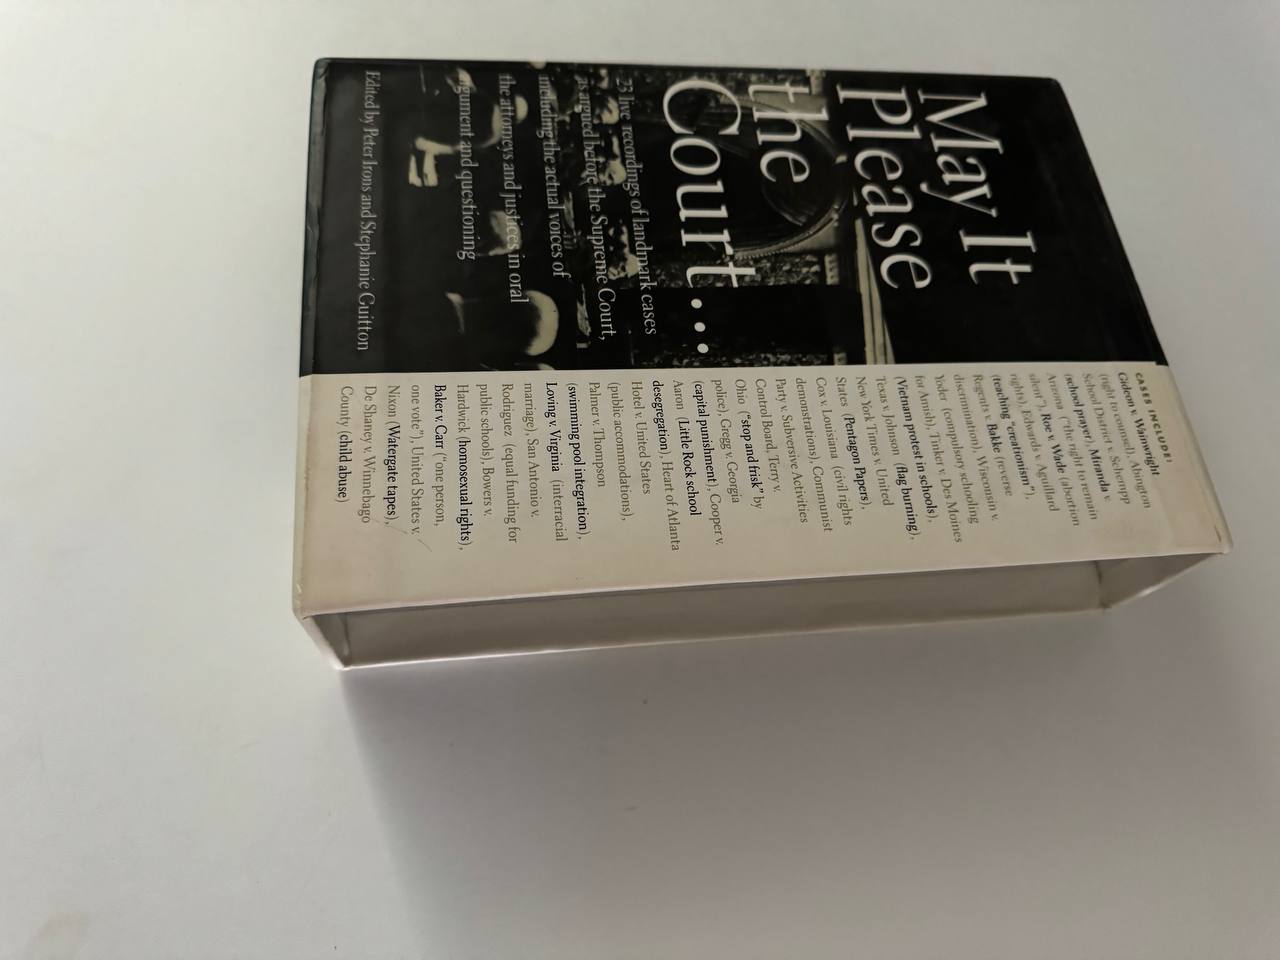 May It
Please
the
Court...
23 live recordings of landmark cases
as argued before the Supreme Court,
including the actual voices of
the attorneys and justices in oral
argument and questioning
Edited by Peter Irons and Stephanie Guitton
CASES INCLUDE:
Gideon v. Wainwright
(right to counsel), Abington
School District v. Schempp
(school prayer), Miranda v.
Arizona ("the right to remain
silent"), Roe v. Wade (abortion
rights), Edwards v. Aguillard
(teaching "creationism"),
Regents v. Bakke (reverse
discrimination), Wisconsin v.
Yoder (compulsory schooling
for Amish), Tinker v. Des Moines
(Vietnam protest in schools),
Texas v. Johnson (flag burning),
New York Times v. United
States (Pentagon Papers),
Cox v. Louisiana (civil rights
demonstrations), Communist
Party v. Subversive Activities
Control Board, Terry v.
Ohio ("stop and frisk" by
police), Gregg v. Georgia
(capital punishment), Cooper v.
Aaron (Little Rock school
desegregation), Heart of Atlanta
Hotel v. United States
(public accommodations),
Palmer v. Thompson
(swimming pool integration),
Loving v. Virginia (interracial
marriage), San Antonio v.
Rodriguez (equal funding for
public schools), Bowers v.
Hardwick (homosexual rights),
Baker v. Carr ("one person,
one vote"), United States v.
Nixon (Watergate tapes),
De Shaney v. Winnebago
County (child abuse)